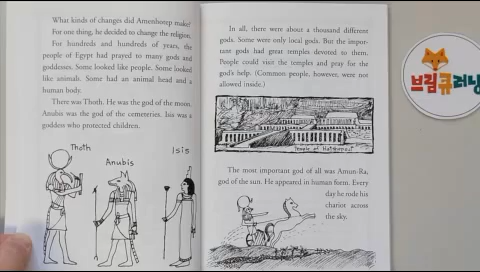 What kinds of changes did Amenhotep make?
For one thing, he decided to change the religion.
For hundreds and hundreds of years, the
people of Egypt had prayed to many gods and
goddesses. Some looked like people. Some looked
like animals. Some had an animal head and a
human body.
There was Thoth. He was the god of the moon.
Anubis was the god of the cemeteries. Isis was a
goddess who protected children.
Thoth
Anubis
Isis
In all, there were about a thousand different
gods. Some were only local gods. But the impor-
tant gods had great temples devoted to them.
People could visit the temples and pray for the
god's help. (Common people, however, were not
allowed inside.)
Temple of Hatshepsut
The most important god of all was Amun-Ra,
god of the sun. He appeared in human form. Every
day he rode his
chariot across
the sky.
브림큐러닝